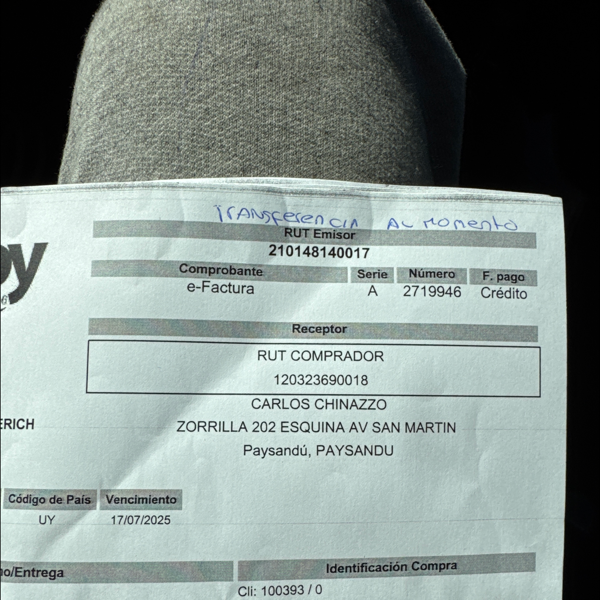 TRANSFERENCIA AL MOMENTO
RUT Emisor
210148140017
Comprobante Serie Número F. pago
e-Factura A 2719946 Crédito
Receptor
RUT COMPRADOR
120323690018
CARLOS CHINAZZO
ERICH
ZORRILLA 202 ESQUINA AV SAN MARTIN
Paysandú, PAYSANDU
Código de País Vencimiento
UY 17/07/2025
no/Entrega Identificación Compra
Cli: 100393 / 0